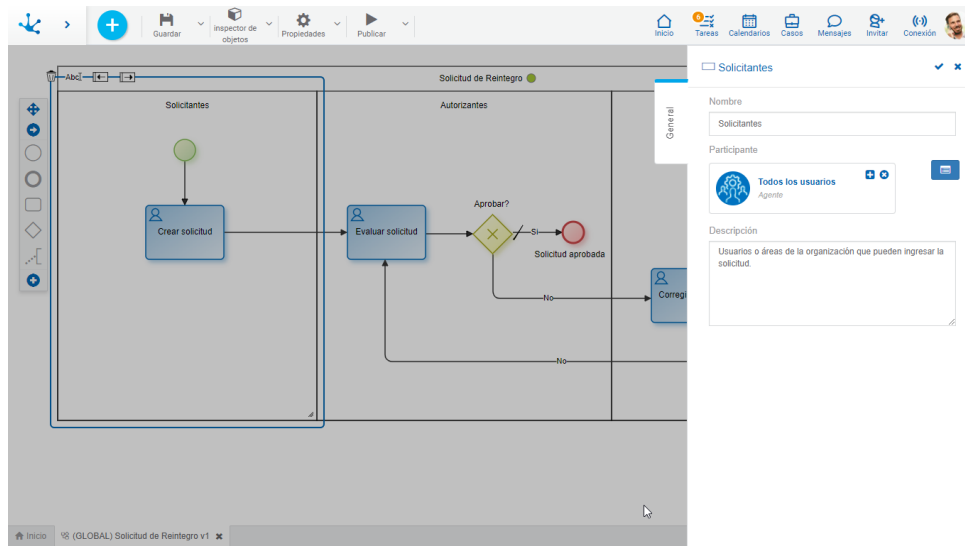 Guardar
inspector de
objetos
Propiedades
Publicar
Inicio
6
Tareas
Calendarios
Casos
Mensajes
Invitar
Conexión
Abc
Solicitud de Reintegro
Solicitantes
Autorizantes
Crear solicitud
Evaluar solicitud
Aprobar?
Si
Solicitud aprobada
No
Corregi
No
General
Solicitantes
Nombre
Solicitantes
Participante
Todos los usuarios
Agente
Descripción
Usuarios o áreas de la organización que pueden ingresar la
solicitud.
Inicio
(GLOBAL) Solicitud de Reintegro v1